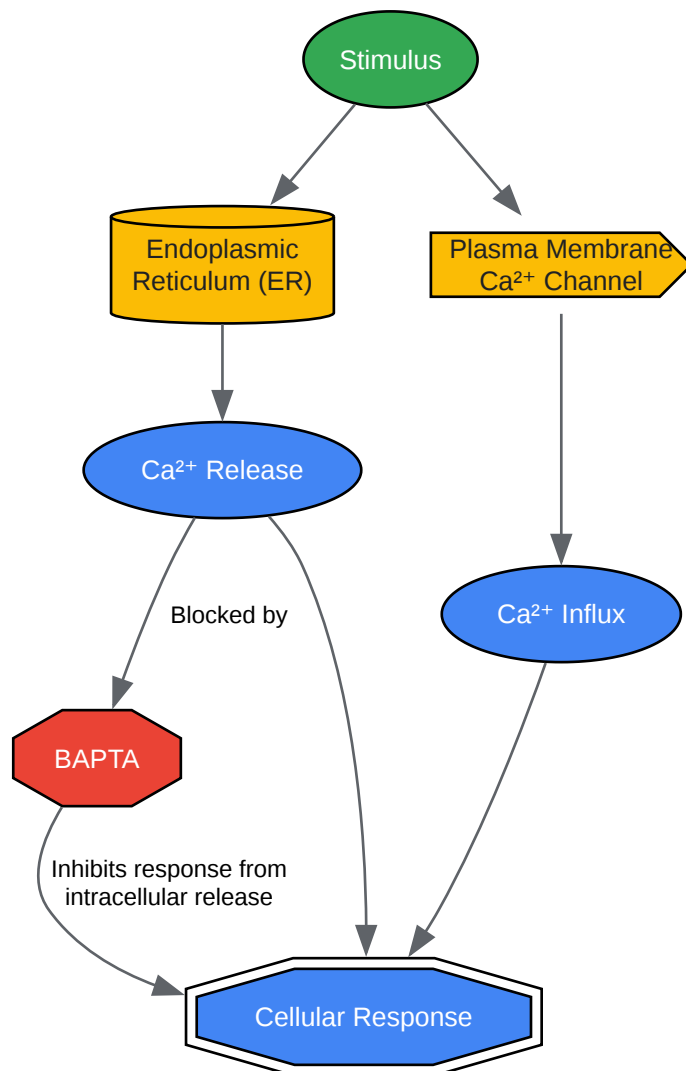 Stimulus
Endoplasmic
Reticulum (ER)
Plasma Membrane
Ca²⁺ Channel
Ca²⁺ Release
Blocked by
Ca²⁺ Influx
BAPTA
Inhibits response from
intracellular release
Cellular Response